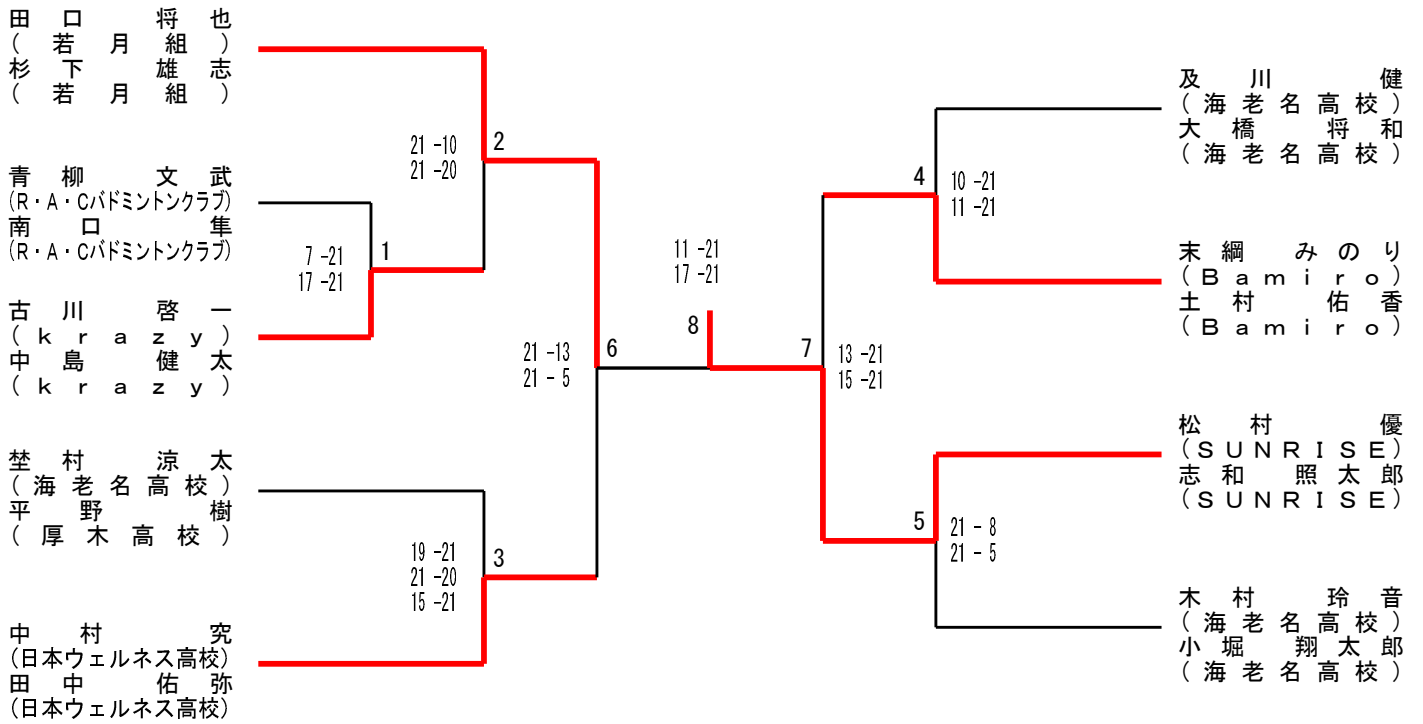 田口 将也
(若月組)
杉下 雄志
(若月組)
青柳 文武
(R・A・Cバドミントンクラブ)
南口 隼
(R・A・Cバドミントンクラブ)
古川 啓一
(krazy)
中島 健太
(krazy)
埜村 涼太
(海老名高校)
平野 樹
(厚木高校)
中村 究
(日本ウェルネス高校)
田中 佑弥
(日本ウェルネス高校)
1
7 -21
17 -21
2
21 -10
21 -20
3
19 -21
21 -20
15 -21
6
21 -13
21 - 5
8
11 -21
17 -21
7
13 -21
15 -21
4
10 -21
11 -21
5
21 - 8
21 - 5
及川 健
(海老名高校)
大橋 将和
(海老名高校)
末綱 みのり
(Bamiro)
土村 佑香
(Bamiro)
松村 優
(SUNRISE)
志和 照太郎
(SUNRISE)
木村 玲音
(海老名高校)
小堀 翔太郎
(海老名高校)